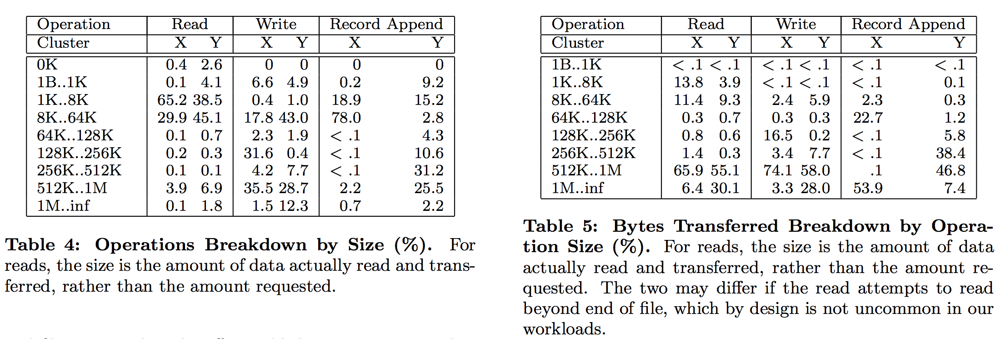 Operation Read Write Record Append
Cluster X Y X Y X Y
0K 0.4 2.6 0 0 0 0
1B..1K 0.1 4.1 6.6 4.9 0.2 9.2
1K..8K 65.2 38.5 0.4 1.0 18.9 15.2
8K..64K 29.9 45.1 17.8 43.0 78.0 2.8
64K..128K 0.1 0.7 2.3 1.9 < .1 4.3
128K..256K 0.2 0.3 31.6 0.4 < .1 10.6
256K..512K 0.1 0.1 4.2 7.7 < .1 31.2
512K..1M 3.9 6.9 35.5 28.7 2.2 25.5
1M..inf 0.1 1.8 1.5 12.3 0.7 2.2
Table 4: Operations Breakdown by Size (%). For
reads, the size is the amount of data actually read and trans-
ferred, rather than the amount requested.
Operation Read Write Record Append
Cluster X Y X Y X Y
1B..1K < .1 < .1 < .1 < .1 < .1 < .1
1K..8K 13.8 3.9 < .1 < .1 < .1 0.1
8K..64K 11.4 9.3 2.4 5.9 2.3 0.3
64K..128K 0.3 0.7 0.3 0.3 22.7 1.2
128K..256K 0.8 0.6 16.5 0.2 < .1 5.8
256K..512K 1.4 0.3 3.4 7.7 < .1 38.4
512K..1M 65.9 55.1 74.1 58.0 .1 46.8
1M..inf 6.4 30.1 3.3 28.0 53.9 7.4
Table 5: Bytes Transferred Breakdown by Opera-
tion Size (%). For reads, the size is the amount of data
actually read and transferred, rather than the amount re-
quested. The two may differ if the read attempts to read
beyond end of file, which by design is not uncommon in our
workloads.